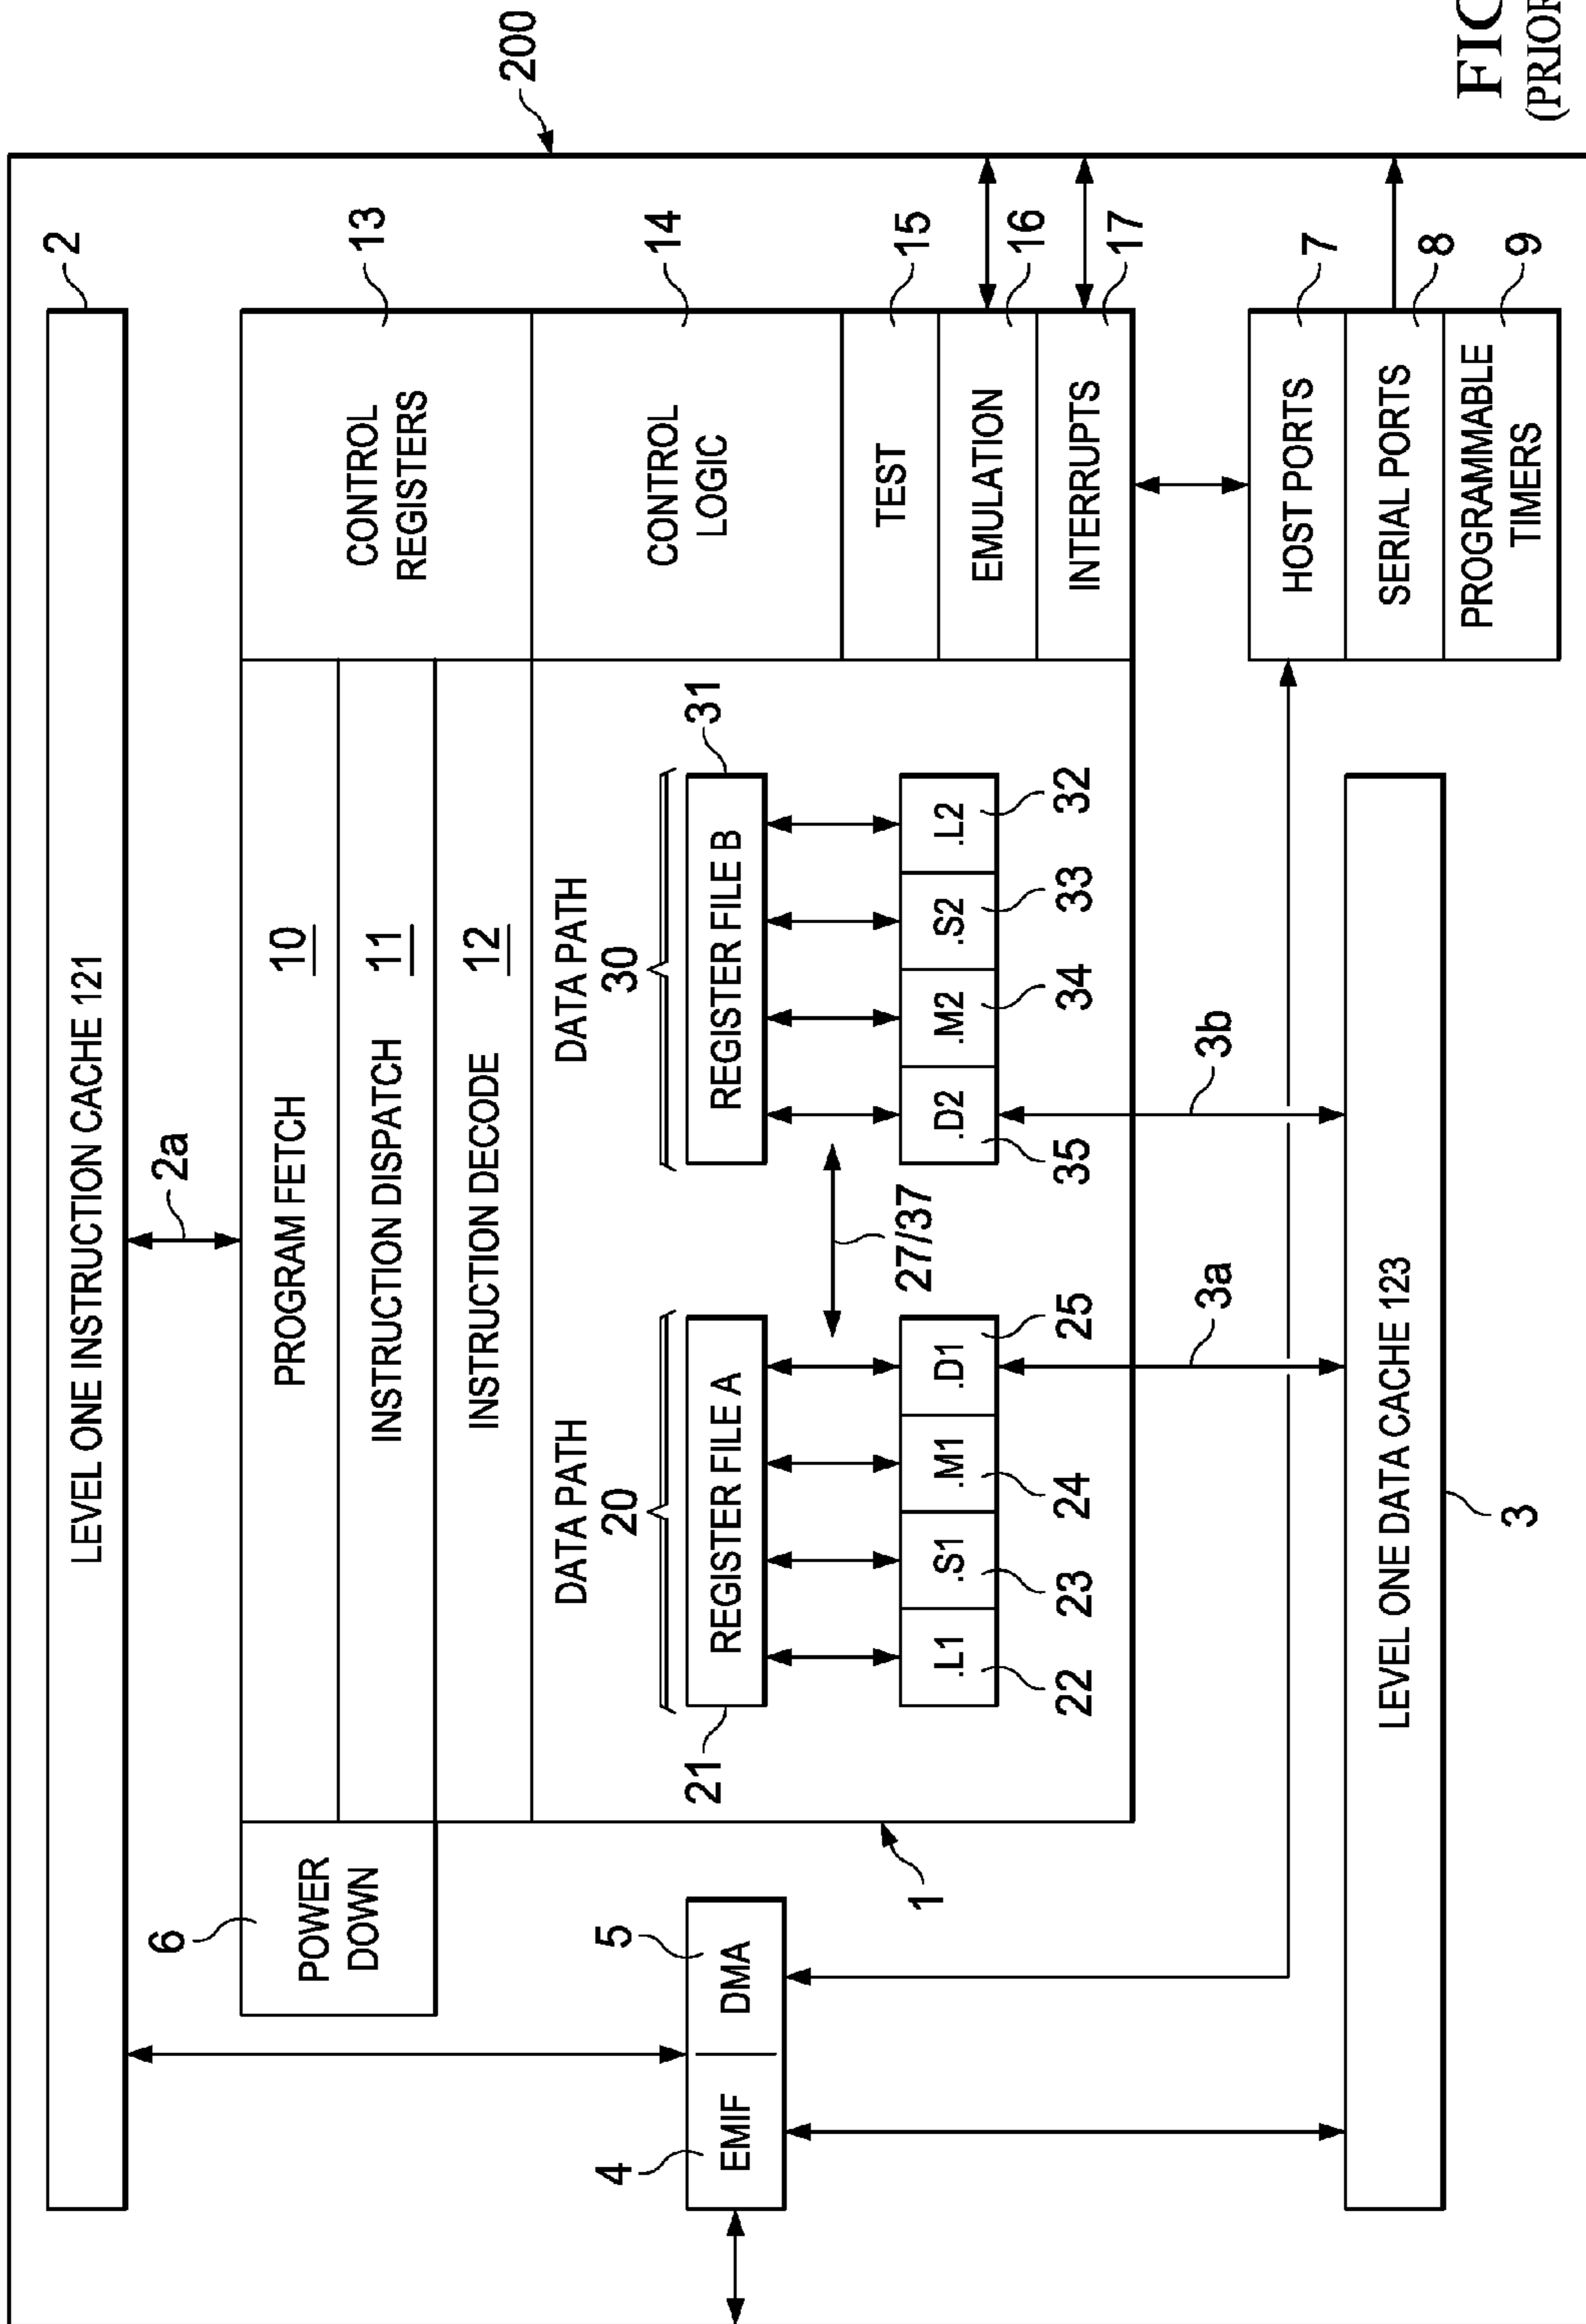 200
2
LEVEL ONE INSTRUCTION CACHE 121
2a
6
POWER
DOWN
PROGRAM FETCH 10
INSTRUCTION DISPATCH 11
INSTRUCTION DECODE 12
CONTROL
REGISTERS
13
DATA PATH
20
DATA PATH
30
CONTROL
LOGIC
14
21
REGISTER FILE A
REGISTER FILE B
31
4
EMIF
DMA
5
27/37
TEST
15
.L1
.S1
.M1
.D1
.D2
.M2
.S2
.L2
EMULATION
16
22
23
24
25
35
34
33
32
INTERRUPTS
17
1
3a
3b
HOST PORTS
7
LEVEL ONE DATA CACHE 123
SERIAL PORTS
8
3
PROGRAMMABLE
TIMERS
9